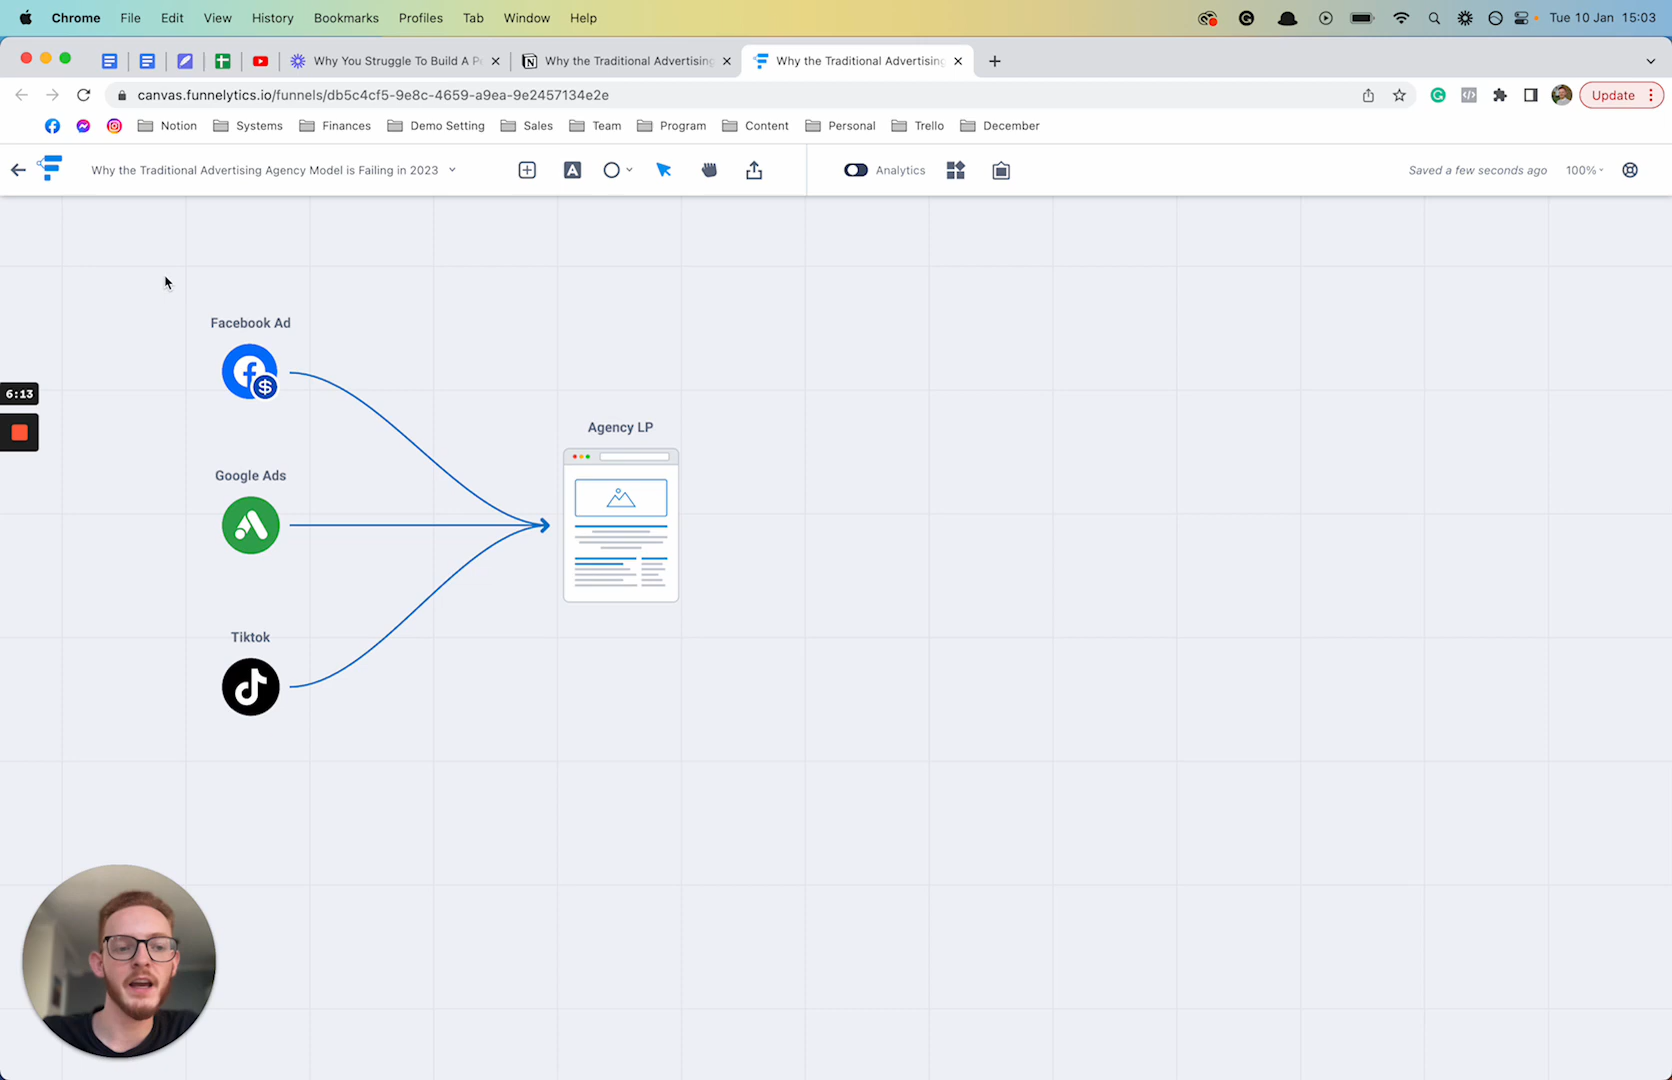 Chrome File Edit View History Bookmarks Profiles Tab Window Help Tue 10 Jan 15:03
Why You Struggle To Build A Pe Why the Traditional Advertising Why the Traditional Advertising
canvas.funnelytics.io/funnels/db5c4cf5-9e8c-4659-a9ea-9e2457134e2e Update
Notion Systems Finances Demo Setting Sales Team Program Content Personal Trello December
Why the Traditional Advertising Agency Model is Failing in 2023 Analytics Saved a few seconds ago 100%
Facebook Ad
6:13
Agency LP
Google Ads
Tiktok